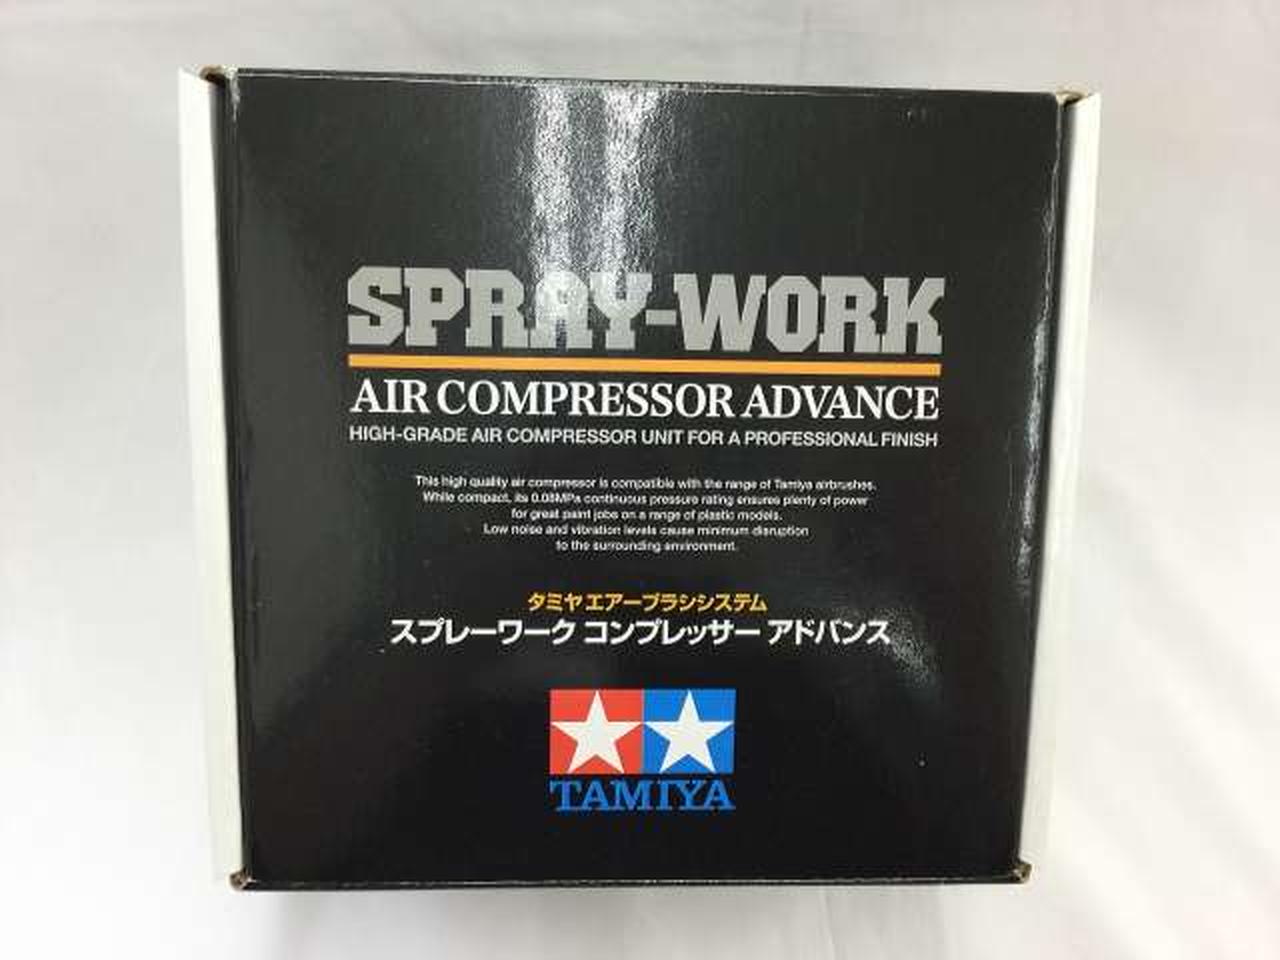 SPRAY-WORK
AIR COMPRESSOR ADVANCE
HIGH-GRADE AIR COMPRESSOR UNIT FOR A PROFESSIONAL FINISH
This high quality air compressor is compatible with the range of Tamiya airbrushes.
While compact, its 0.08MPa continuous pressure rating ensures plenty of power
for great paint jobs on a range of plastic models.
Low noise and vibration levels cause minimum disruption
to the surrounding environment.
タミヤエアーブラシシステム
スプレーワーク コンプレッサー アドバンス
TAMIYA